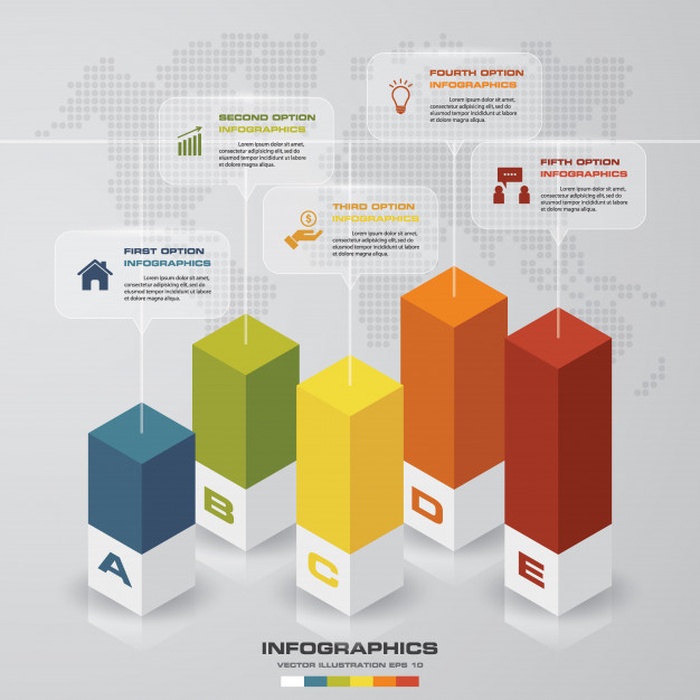 FOURTH OPTION
INFOGRAPHICS
Lorem ipsum dolor sit amet,
consectetur adipiscing elit, sed do
eiusmod tempor incididunt ut labore
et dolore magna aliqua.
SECOND OPTION
INFOGRAPHICS
Lorem ipsum dolor sit amet,
consectetur adipiscing elit, sed do
eiusmod tempor incididunt ut labore
et dolore magna aliqua.
FIFTH OPTION
INFOGRAPHICS
Lorem ipsum dolor sit amet,
consectetur adipiscing elit, sed do
eiusmod tempor incididunt ut labore
et dolore magna aliqua.
THIRD OPTION
INFOGRAPHICS
$
Lorem ipsum dolor sit amet,
consectetur adipiscing elit, sed do
eiusmod tempor incididunt ut labore
et dolore magna aliqua.
FIRST OPTION
INFOGRAPHICS
Lorem ipsum dolor sit amet,
consectetur adipiscing elit, sed do
eiusmod tempor incididunt ut labore
et dolore magna aliqua.
A
B
C
D
E
INFOGRAPHICS
VECTOR ILLUSTRATION EPS 10